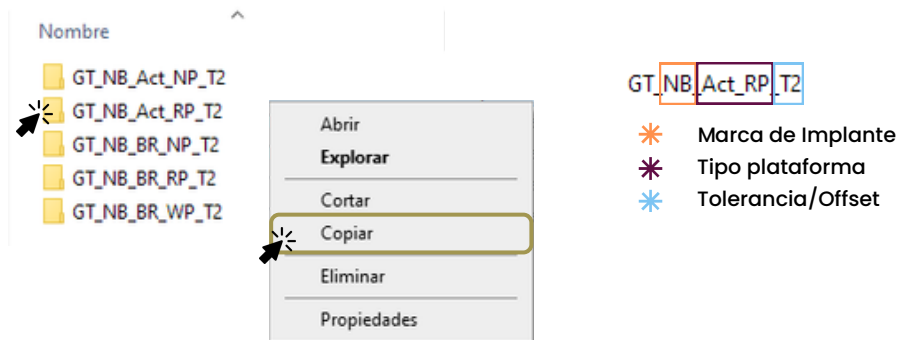 Nombre
GT_NB_Act_NP_T2
GT_NB_Act_RP_T2
GT_NB_BR_NP_T2
GT_NB_BR_RP_T2
GT_NB_BR_WP_T2
Abrir
Explorar
Cortar
Copiar
Eliminar
Propiedades
GT_NB_Act_RP_T2
Marca de Implante
Tipo plataforma
Tolerancia/Offset